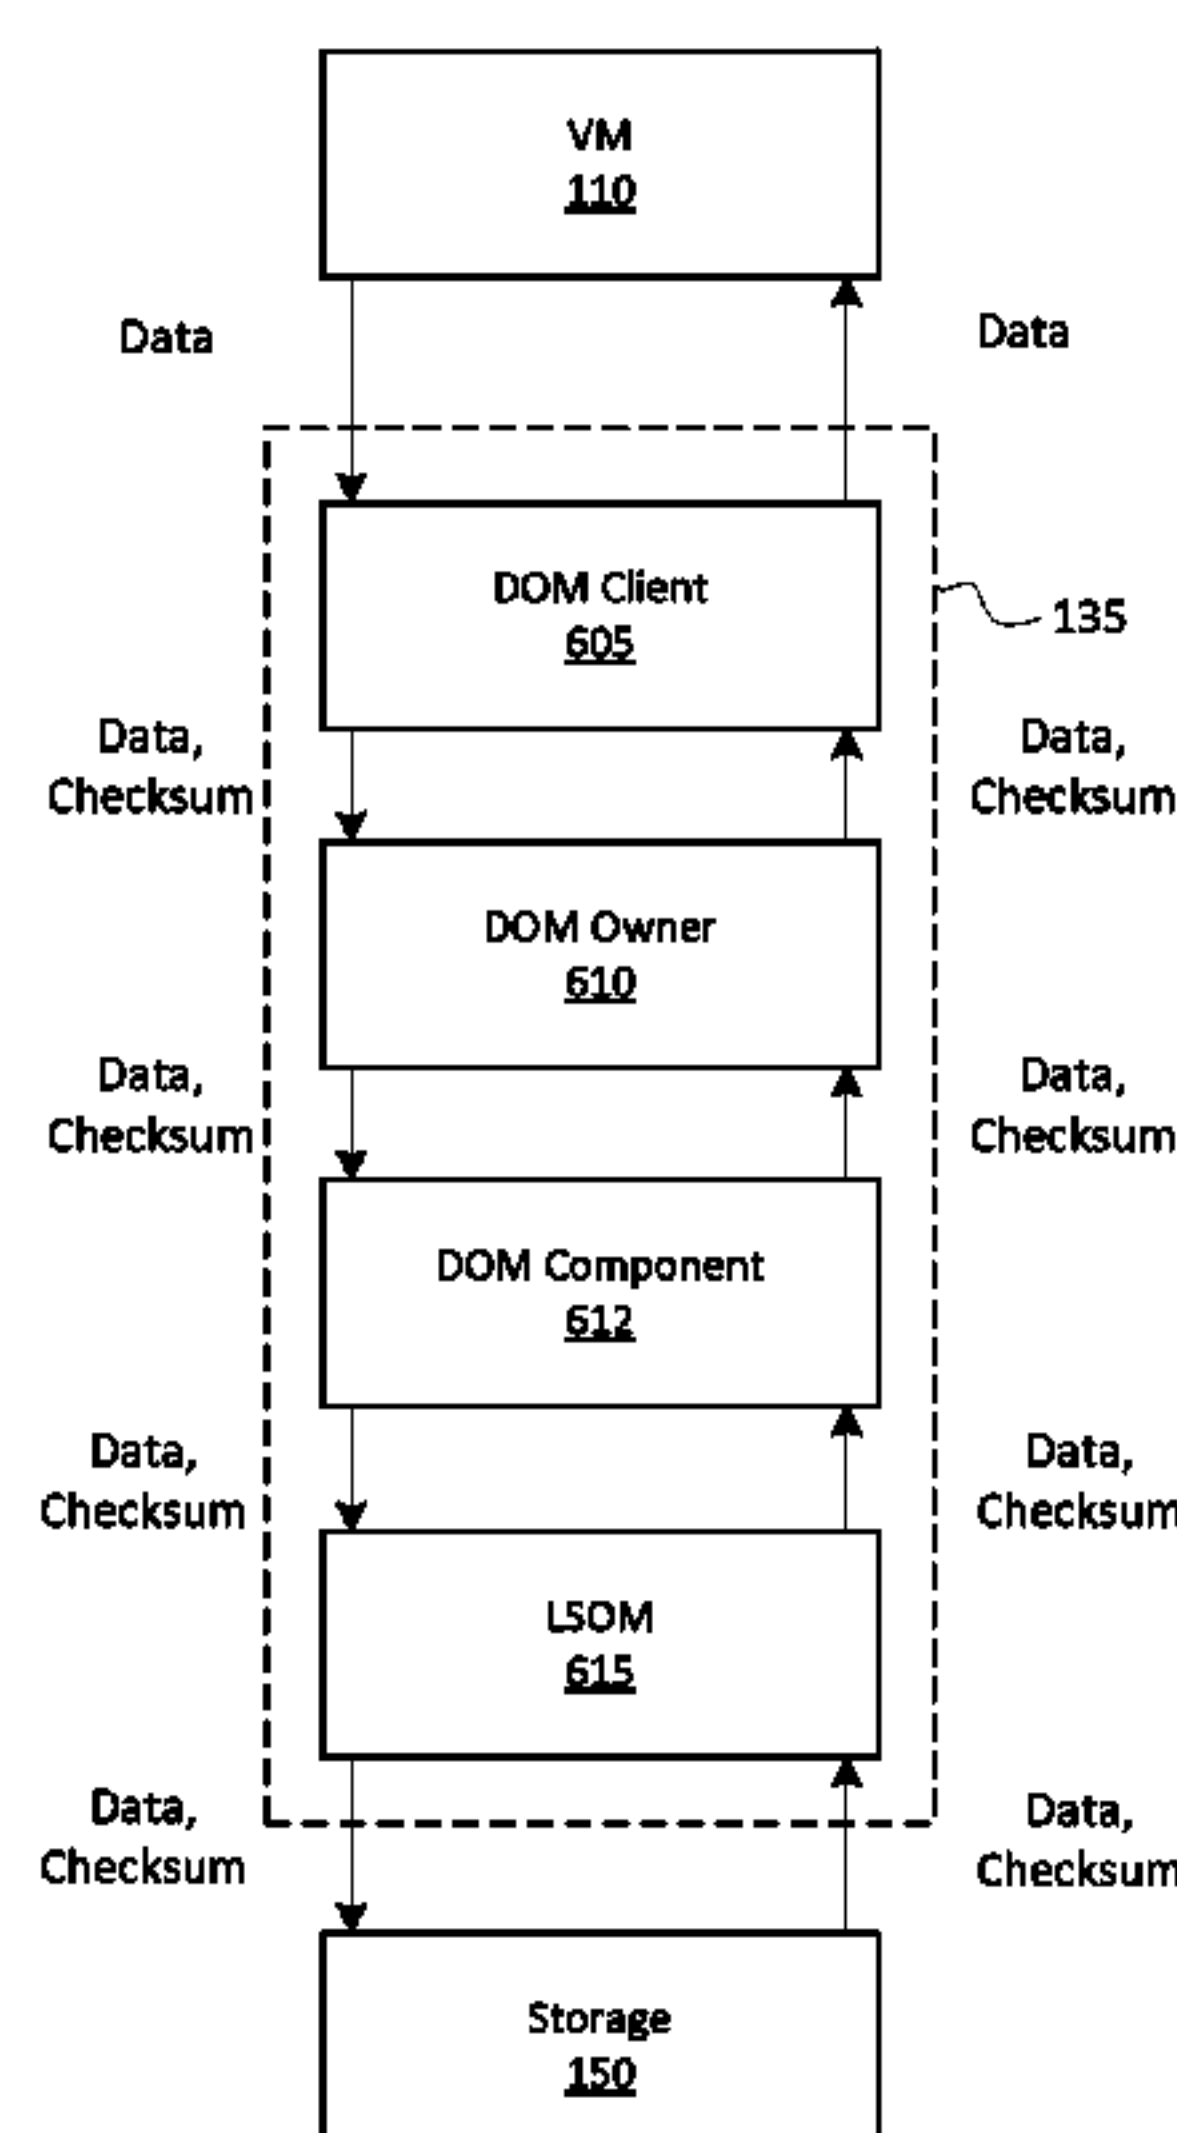 VM
110
Data
Data
DOM Client
605
135
Data,
Checksum
Data,
Checksum
DOM Owner
610
Data,
Checksum
Data,
Checksum
DOM Component
612
Data,
Checksum
Data,
Checksum
LSOM
615
Data,
Checksum
Data,
Checksum
Storage
150